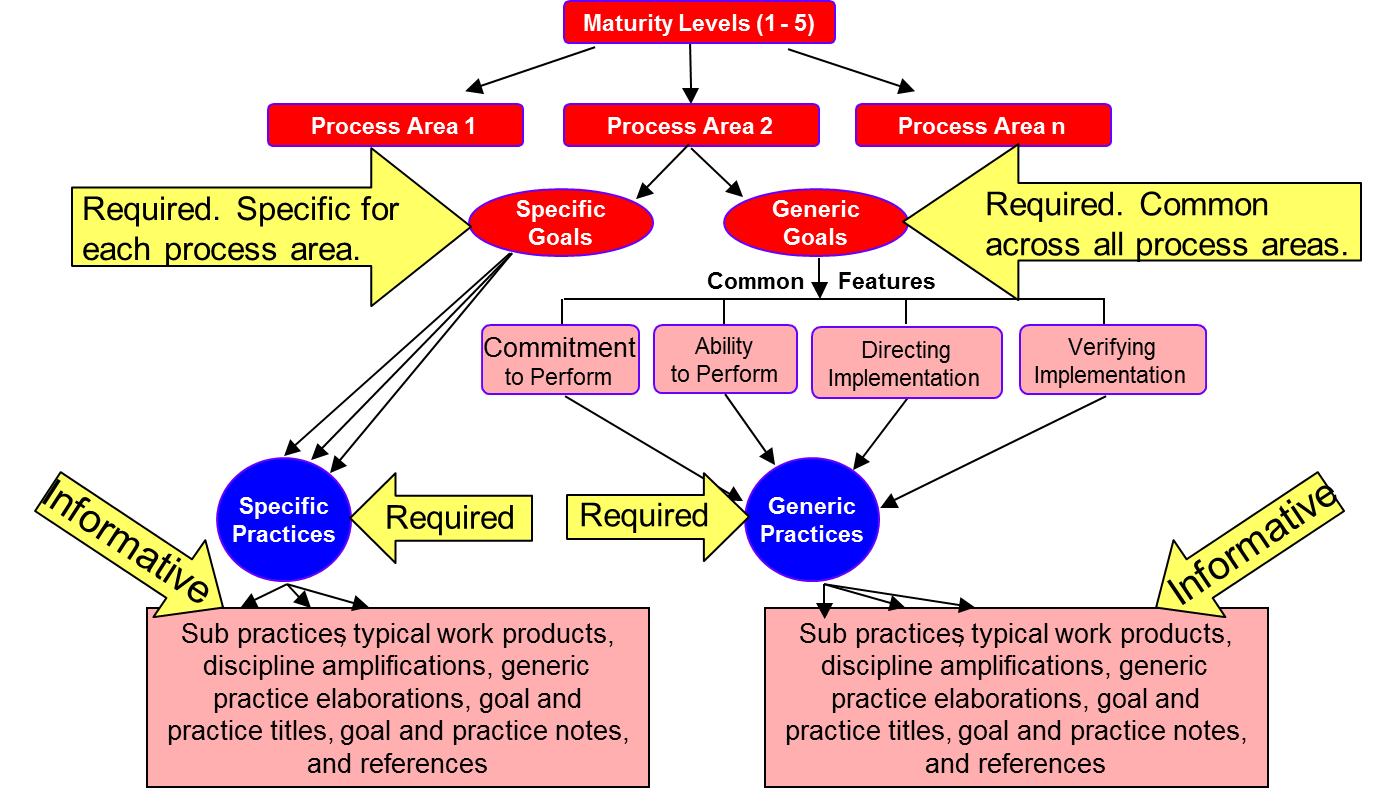 Maturity Levels (1 - 5)
Process Area 1
Process Area 2
Process Area n
Required. Specific for
each process area.
Specific
Goals
Generic
Goals
Required. Common
across all process areas.
Common Features
Commitment
to Perform
Ability
to Perform
Directing
Implementation
Verifying
Implementation
Informative
Specific
Practices
Required
Required
Generic
Practices
Informative
Sub practices, typical work products,
discipline amplifications, generic
practice elaborations, goal and
practice titles, goal and practice notes,
and references
Sub practices, typical work products,
discipline amplifications, generic
practice elaborations, goal and
practice titles, goal and practice notes,
and references